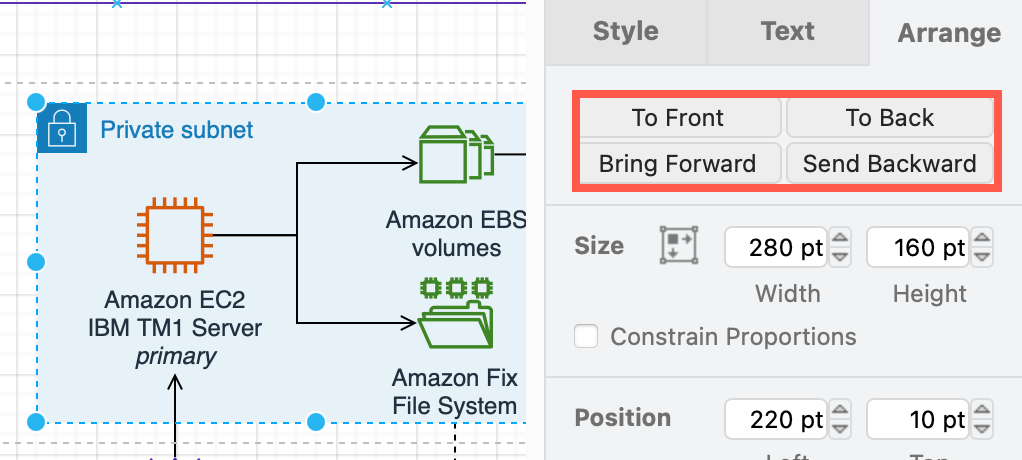 Style
Text
Arrange
Private subnet
To Front
To Back
Bring Forward
Send Backward
Amazon EBS
volumes
Size
280 pt
160 pt
Width
Height
Amazon EC2
IBM TM1 Server
primary
Constrain Proportions
Amazon Fix
File System
Position
220 pt
10 pt